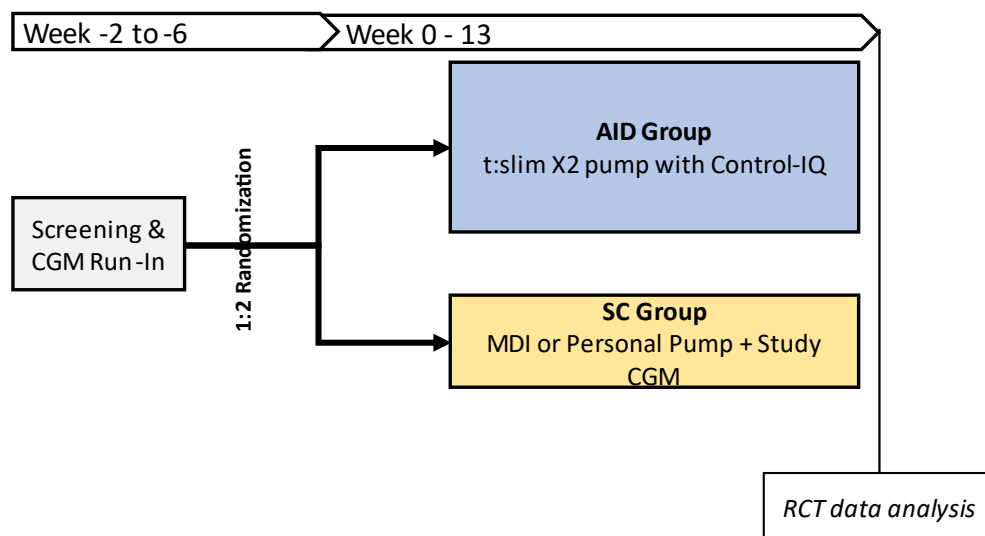 Week -2 to -6
Week 0 - 13
AID Group
t:slim X2 pump with Control-IQ
Screening &
CGM Run -In
1:2 Randomization
SC Group
MDI or Personal Pump + Study
CGM
RCT data analysis